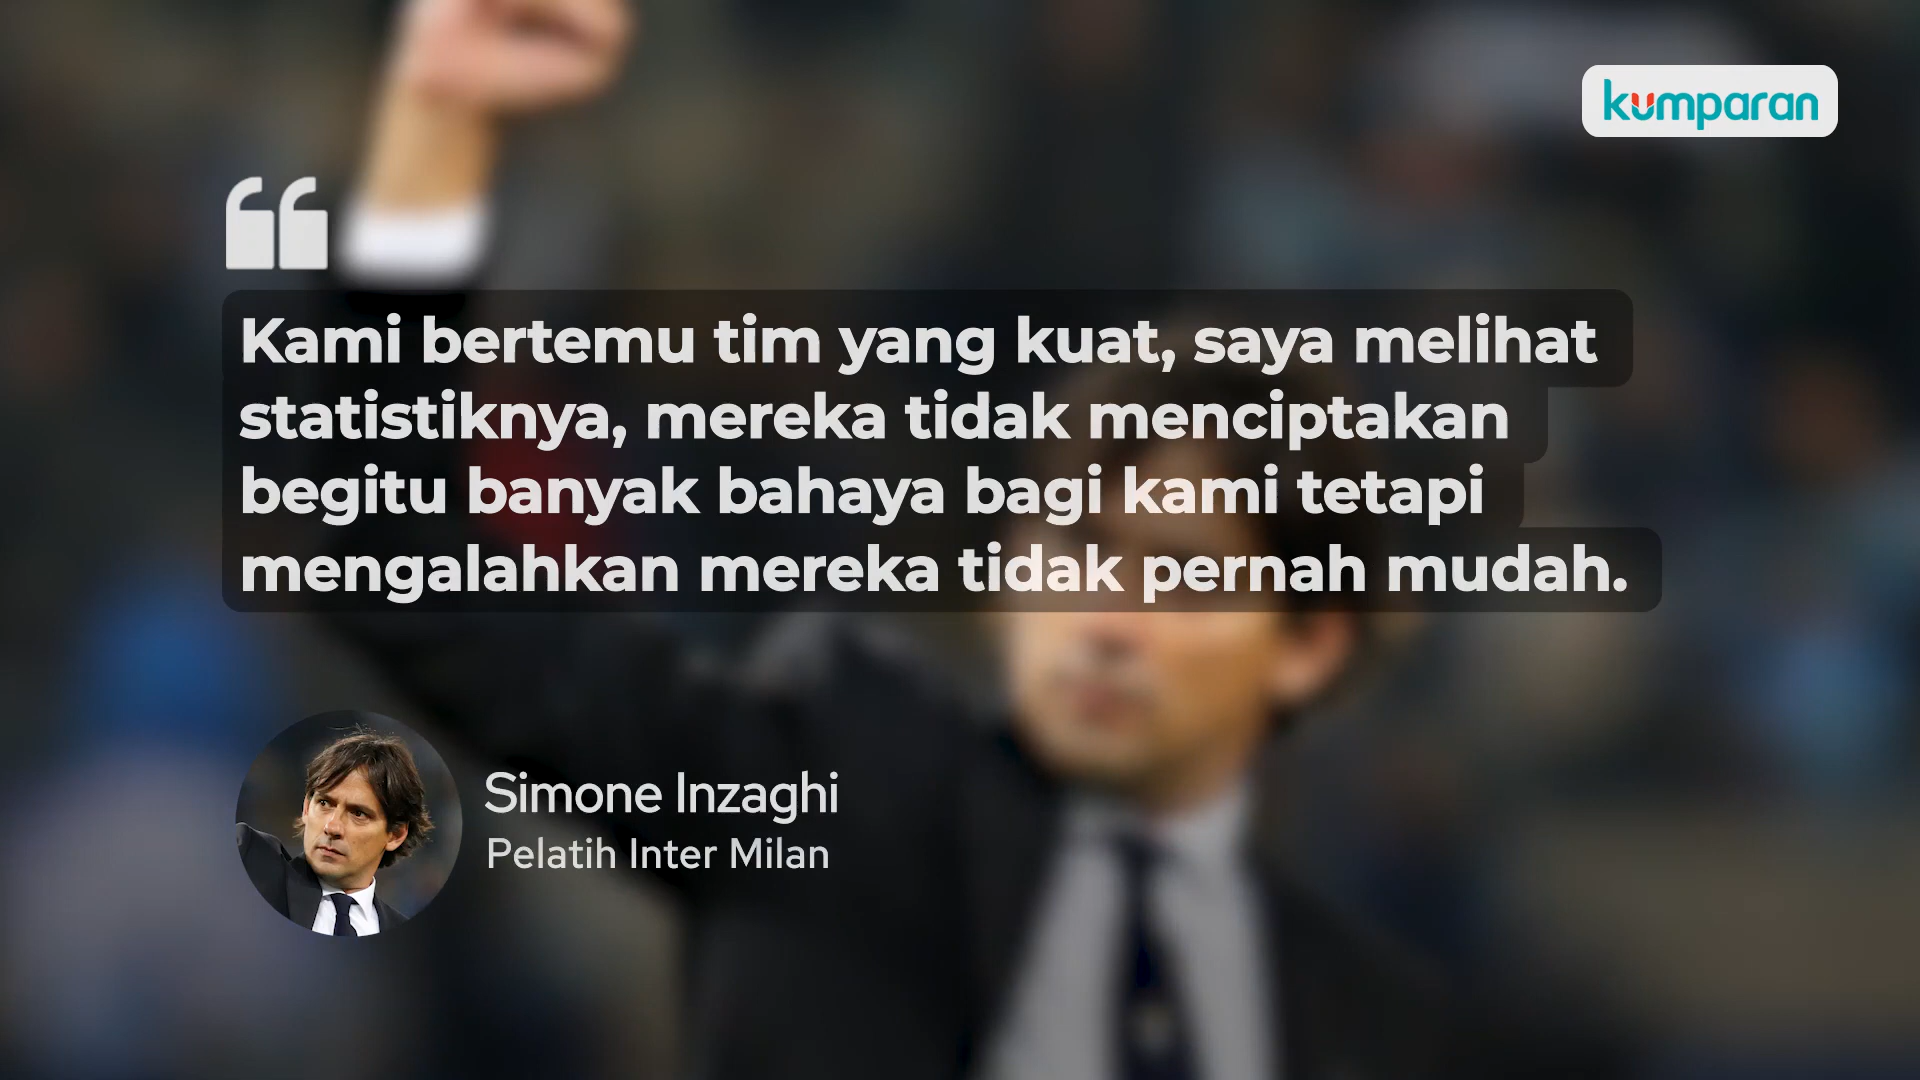 kumparan
Kami bertemu tim yang kuat, saya melihat
statistiknya, mereka tidak menciptakan
begitu banyak bahaya bagi kami tetapi
mengalahkan mereka tidak pernah mudah.
Simone Inzaghi
Pelatih Inter Milan